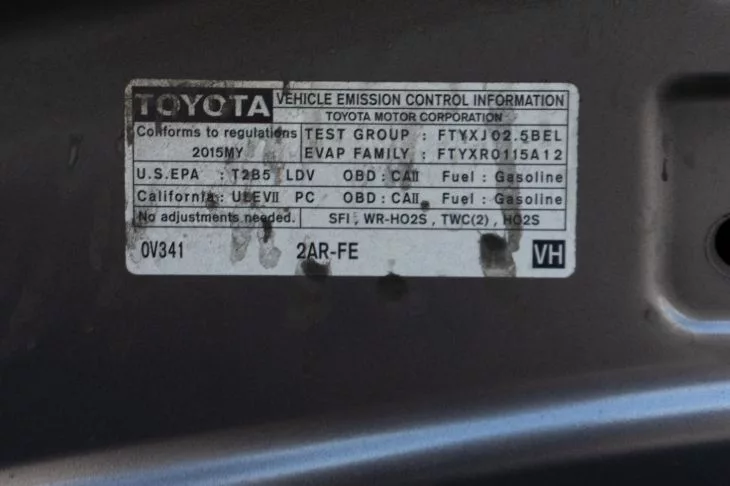 TOYOTA VEHICLE EMISSION CONTROL INFORMATION
TOYOTA MOTOR CORPORATION
Conforms to regulations TEST GROUP : FTYXJ02.5BEL
2015MY EVAP FAMILY : FTYXR0115A12
U.S.EPA : T2B5 LDV OBD : CAII Fuel : Gasoline
California : ULEVII PC OBD : CAII Fuel : Gasoline
No adjustments needed. SFI, WR-HO2S, TWC(2), HO2S
0V341 2AR-FE VH